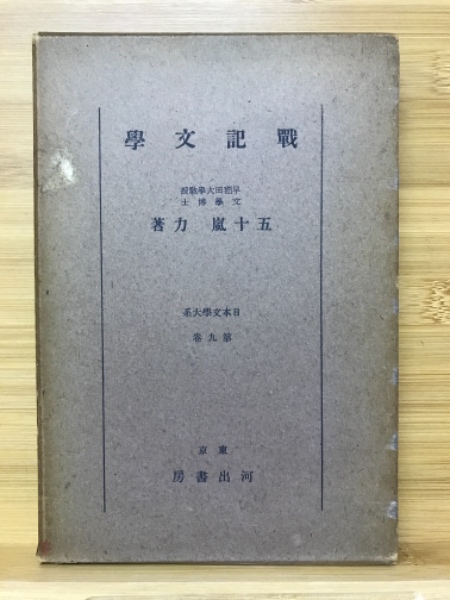 戰記文學
早稻田大學教授
文學博士
五十嵐力著
日本文學大系
第九卷
東京
河出書房